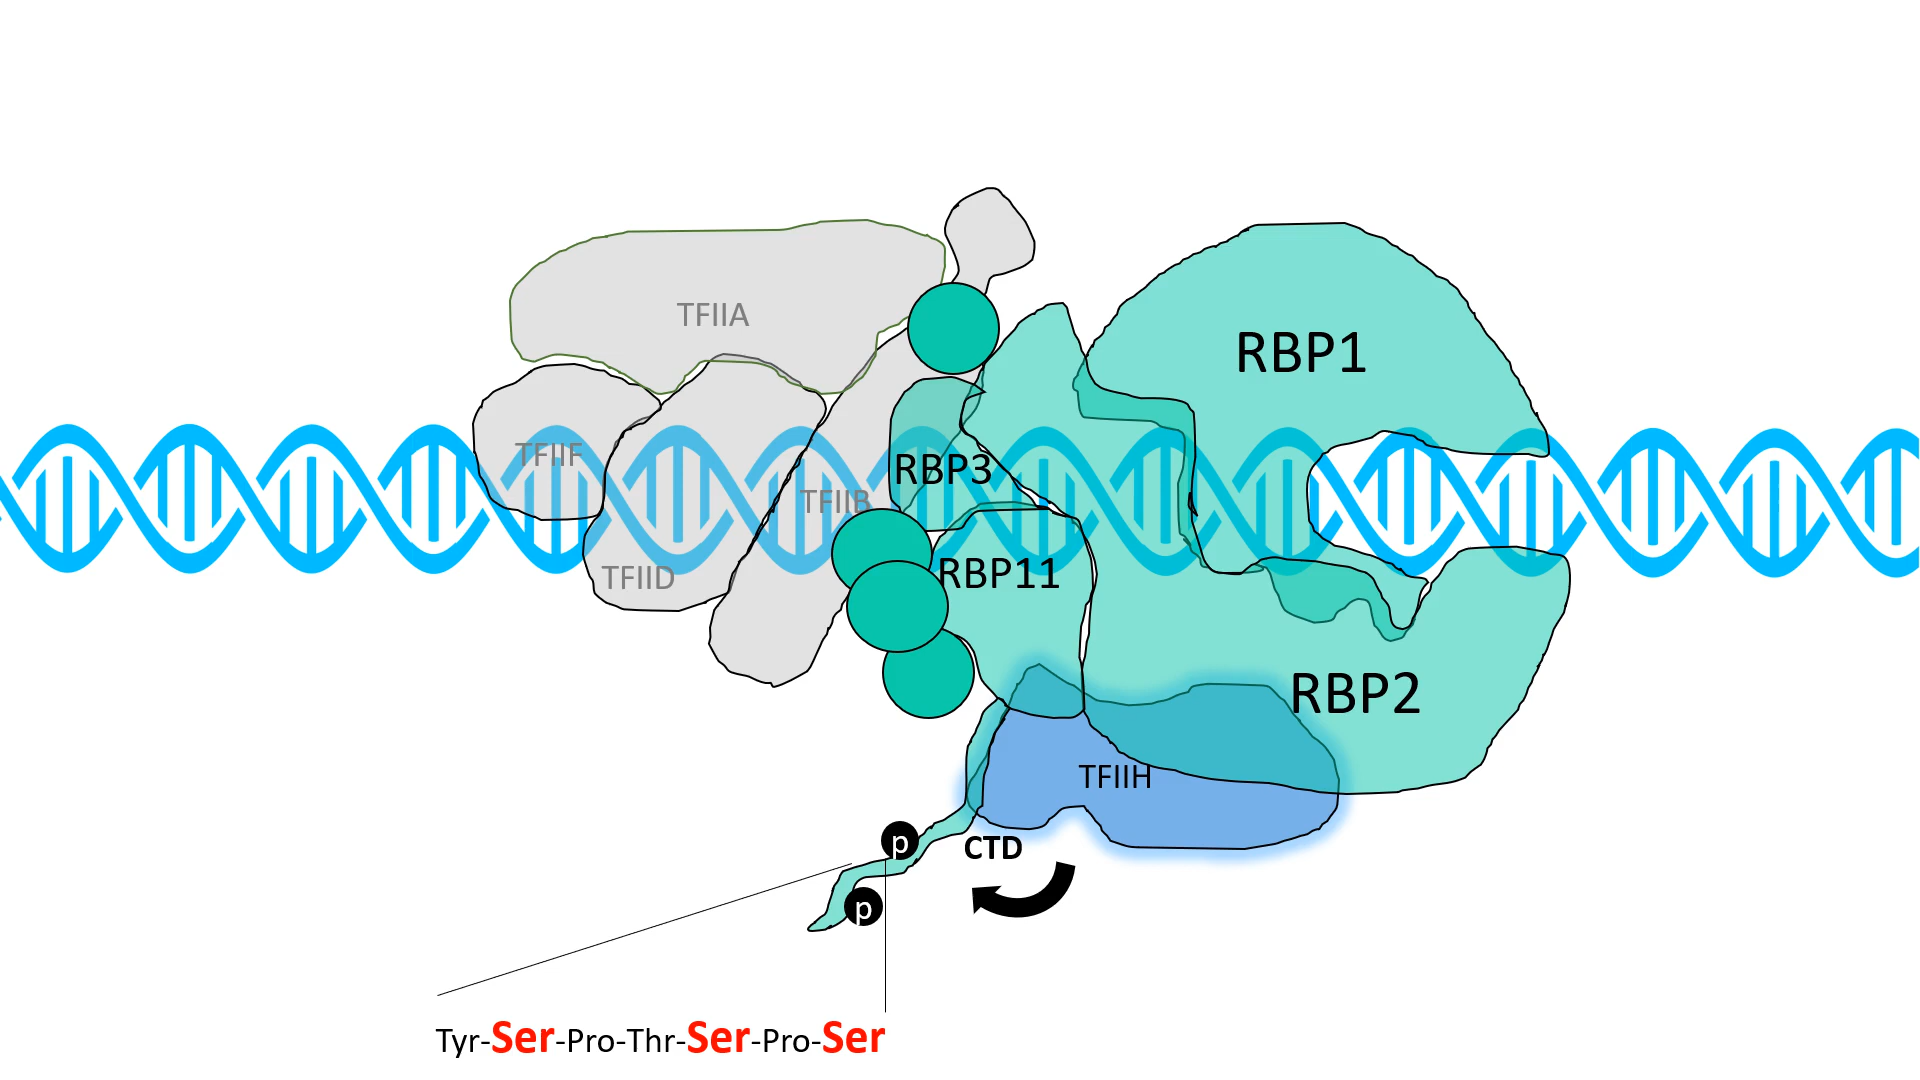 TFIIA
RBP1
TFIIF
RBP3
TFIIB
TFIID
RBP11
RBP2
TFIIH
p
CTD
p
Tyr-Ser-Pro-Thr-Ser-Pro-Ser